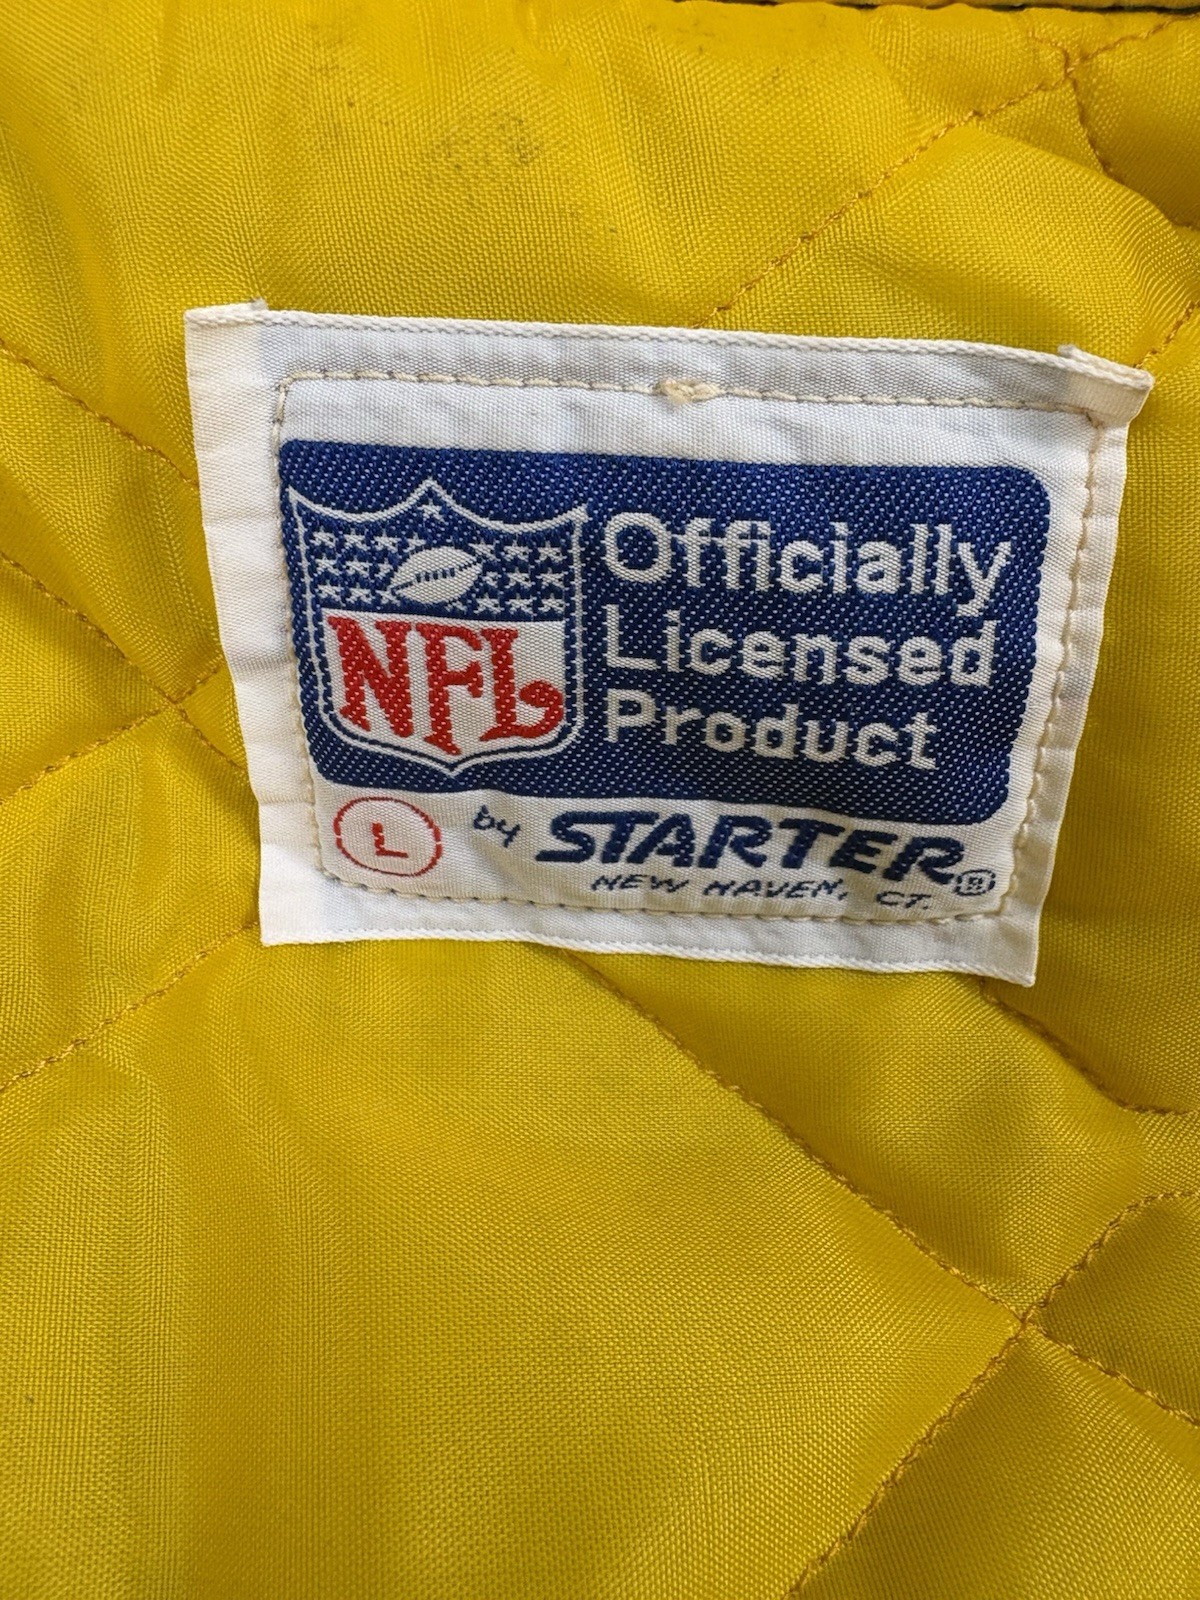 NFL
Officially
Licensed
Product
L
by STARTER®
NEW HAVEN, CT.